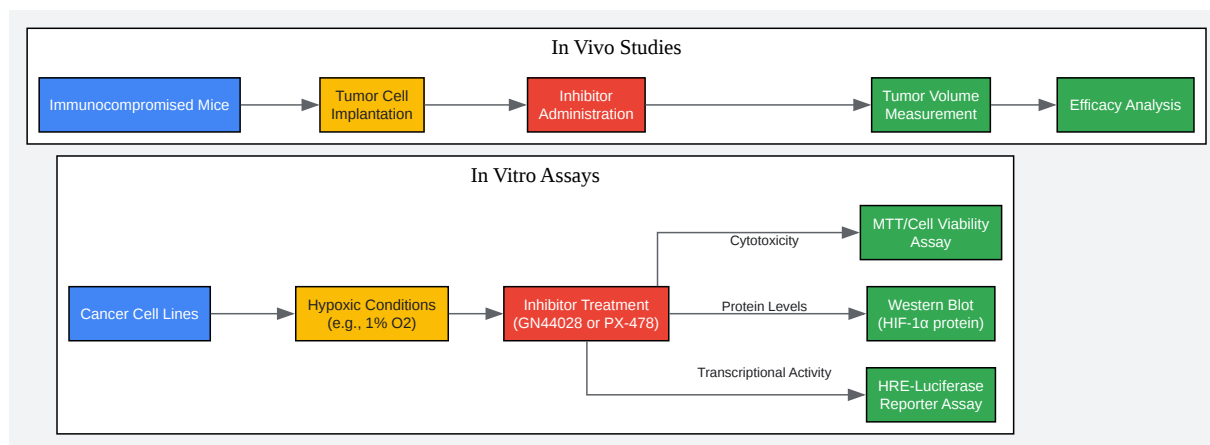 In Vivo Studies
Immunocompromised Mice
Tumor Cell
Implantation
Inhibitor
Administration
Tumor Volume
Measurement
Efficacy Analysis
In Vitro Assays
Cancer Cell Lines
Hypoxic Conditions
(e.g., 1% O2)
Inhibitor Treatment
(GN44028 or PX-478)
Cytotoxicity
MTT/Cell Viability
Assay
Protein Levels
Western Blot
(HIF-1α protein)
Transcriptional Activity
HRE-Luciferase
Reporter Assay